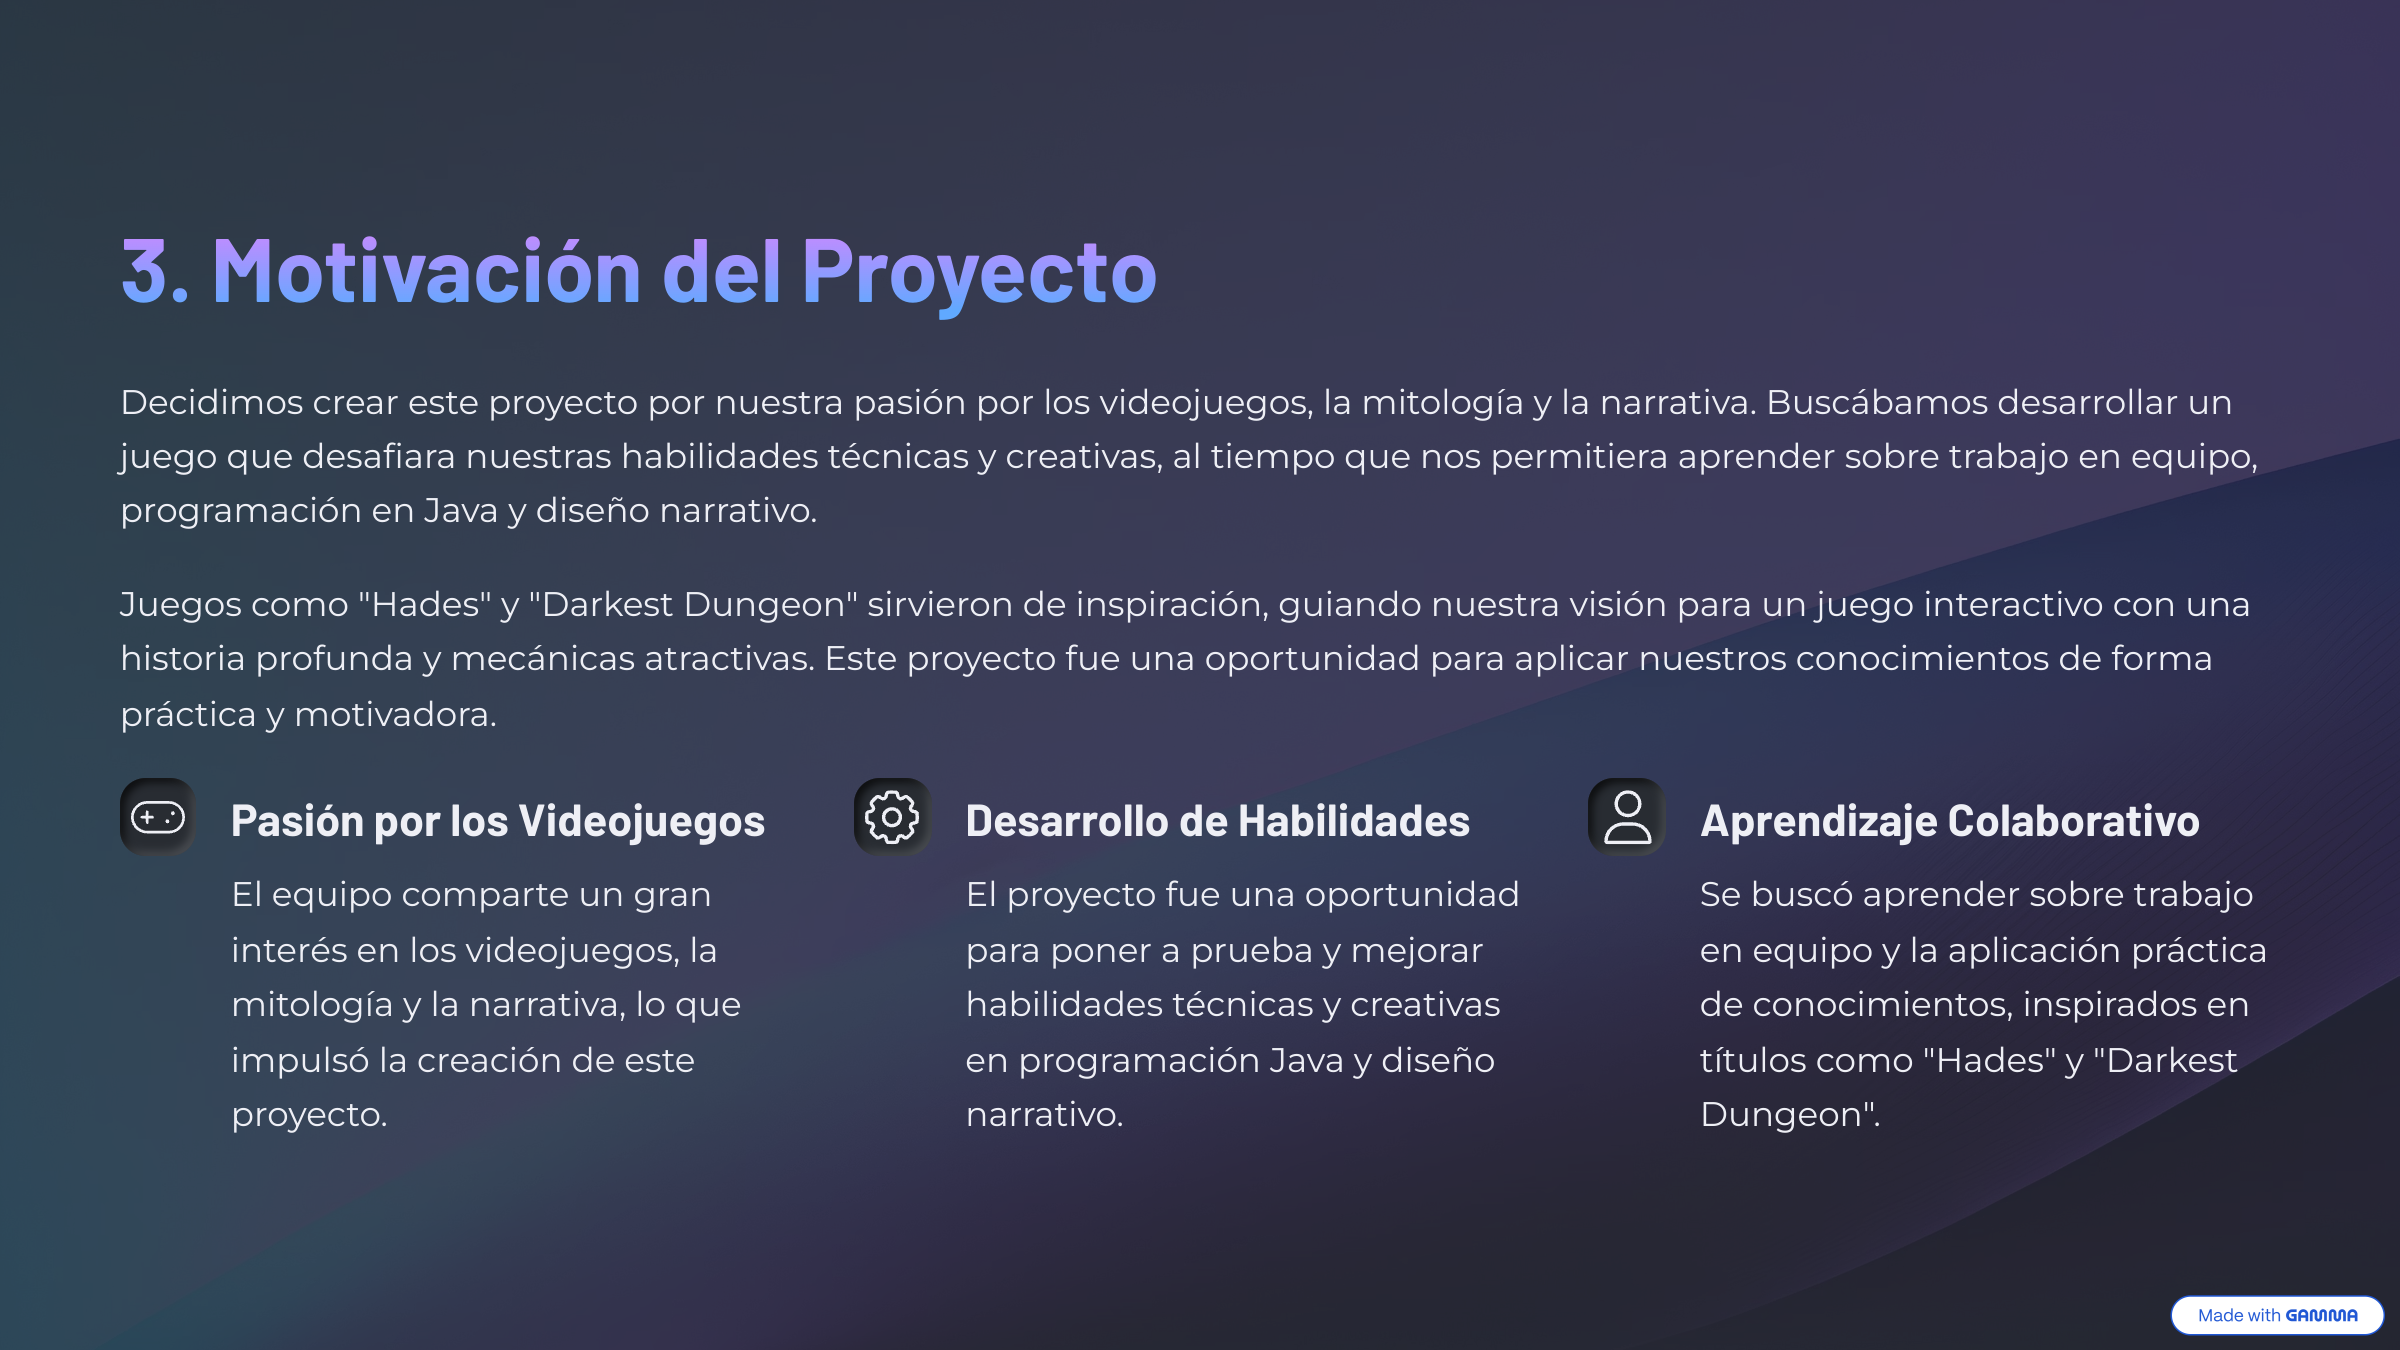 3. Motivación del Proyecto
Decidimos crear este proyecto por nuestra pasión por los videojuegos, la mitología y la narrativa. Buscábamos desarrollar un
juego que desafiara nuestras habilidades técnicas y creativas, al tiempo que nos permitiera aprender sobre trabajo en equipo,
programación en Java y diseño narrativo.
Juegos como "Hades" y "Darkest Dungeon" sirvieron de inspiración, guiando nuestra visión para un juego interactivo con una
historia profunda y mecánicas atractivas. Este proyecto fue una oportunidad para aplicar nuestros conocimientos de forma
práctica y motivadora.
Pasión por los Videojuegos
El equipo comparte un gran
interés en los videojuegos, la
mitología y la narrativa, lo que
impulsó la creación de este
proyecto.
Desarrollo de Habilidades
El proyecto fue una oportunidad
para poner a prueba y mejorar
habilidades técnicas y creativas
en programación Java y diseño
narrativo.
Aprendizaje Colaborativo
Se buscó aprender sobre trabajo
en equipo y la aplicación práctica
de conocimientos, inspirados en
títulos como "Hades" y "Darkest
Dungeon".
Made with GAMMA